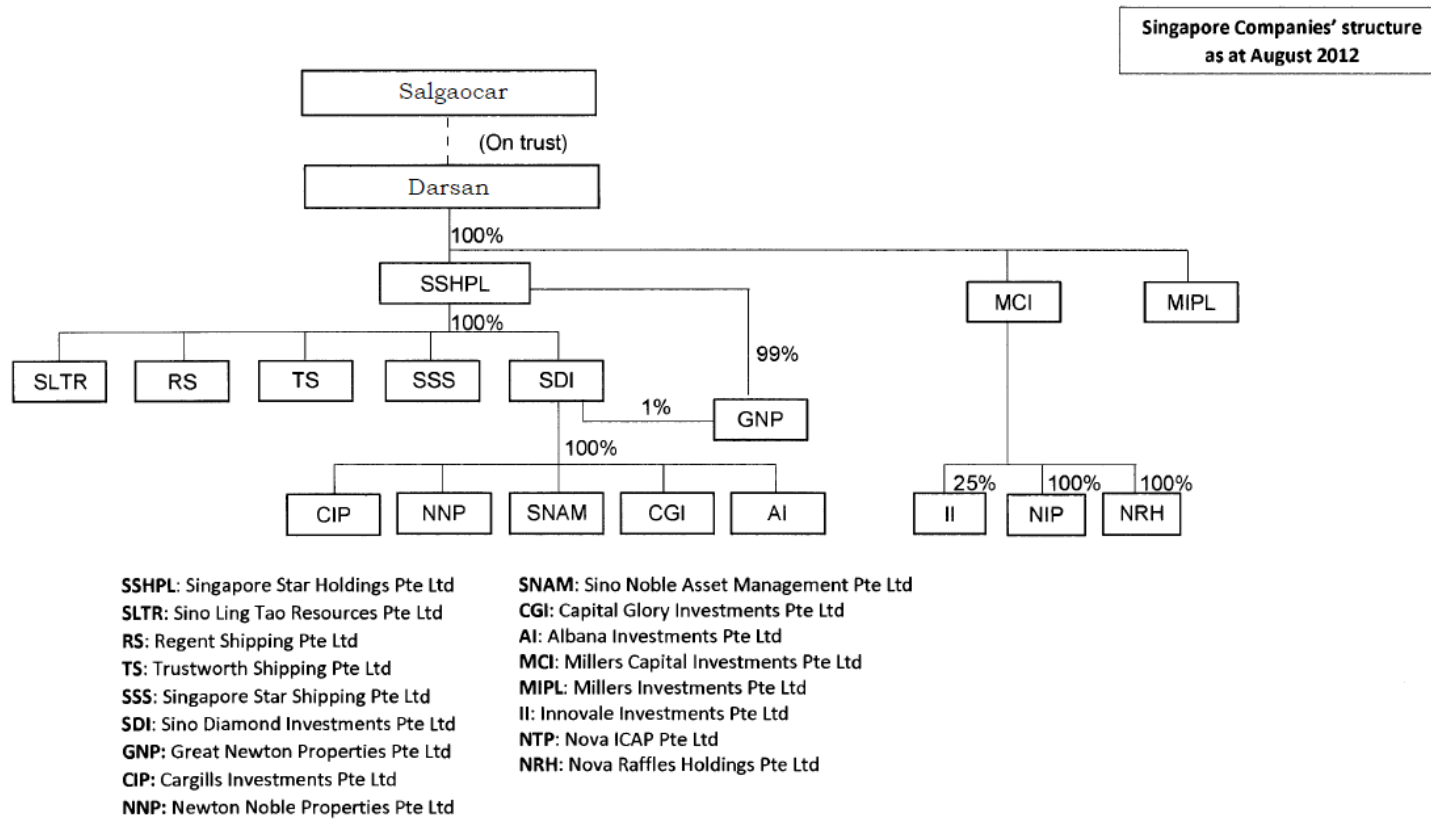 Singapore Companies' structure
as at August 2012
Salgaocar
(On trust)
Darsan
100%
SSHPL
MCI
MIPL
100%
99%
SLTR
RS
TS
SSS
SDI
1%
GNP
100%
25%
100%
100%
CIP
NNP
SNAM
CGI
AI
II
NIP
NRH
SSHPL: Singapore Star Holdings Pte Ltd
SLTR: Sino Ling Tao Resources Pte Ltd
RS: Regent Shipping Pte Ltd
TS: Trustworth Shipping Pte Ltd
SSS: Singapore Star Shipping Pte Ltd
SDI: Sino Diamond Investments Pte Ltd
GNP: Great Newton Properties Pte Ltd
CIP: Cargills Investments Pte Ltd
NNP: Newton Noble Properties Pte Ltd
SNAM: Sino Noble Asset Management Pte Ltd
CGI: Capital Glory Investments Pte Ltd
AI: Albana Investments Pte Ltd
MCI: Millers Capital Investments Pte Ltd
MIPL: Millers Investments Pte Ltd
II: Innovale Investments Pte Ltd
NTP: Nova ICAP Pte Ltd
NRH: Nova Raffles Holdings Pte Ltd